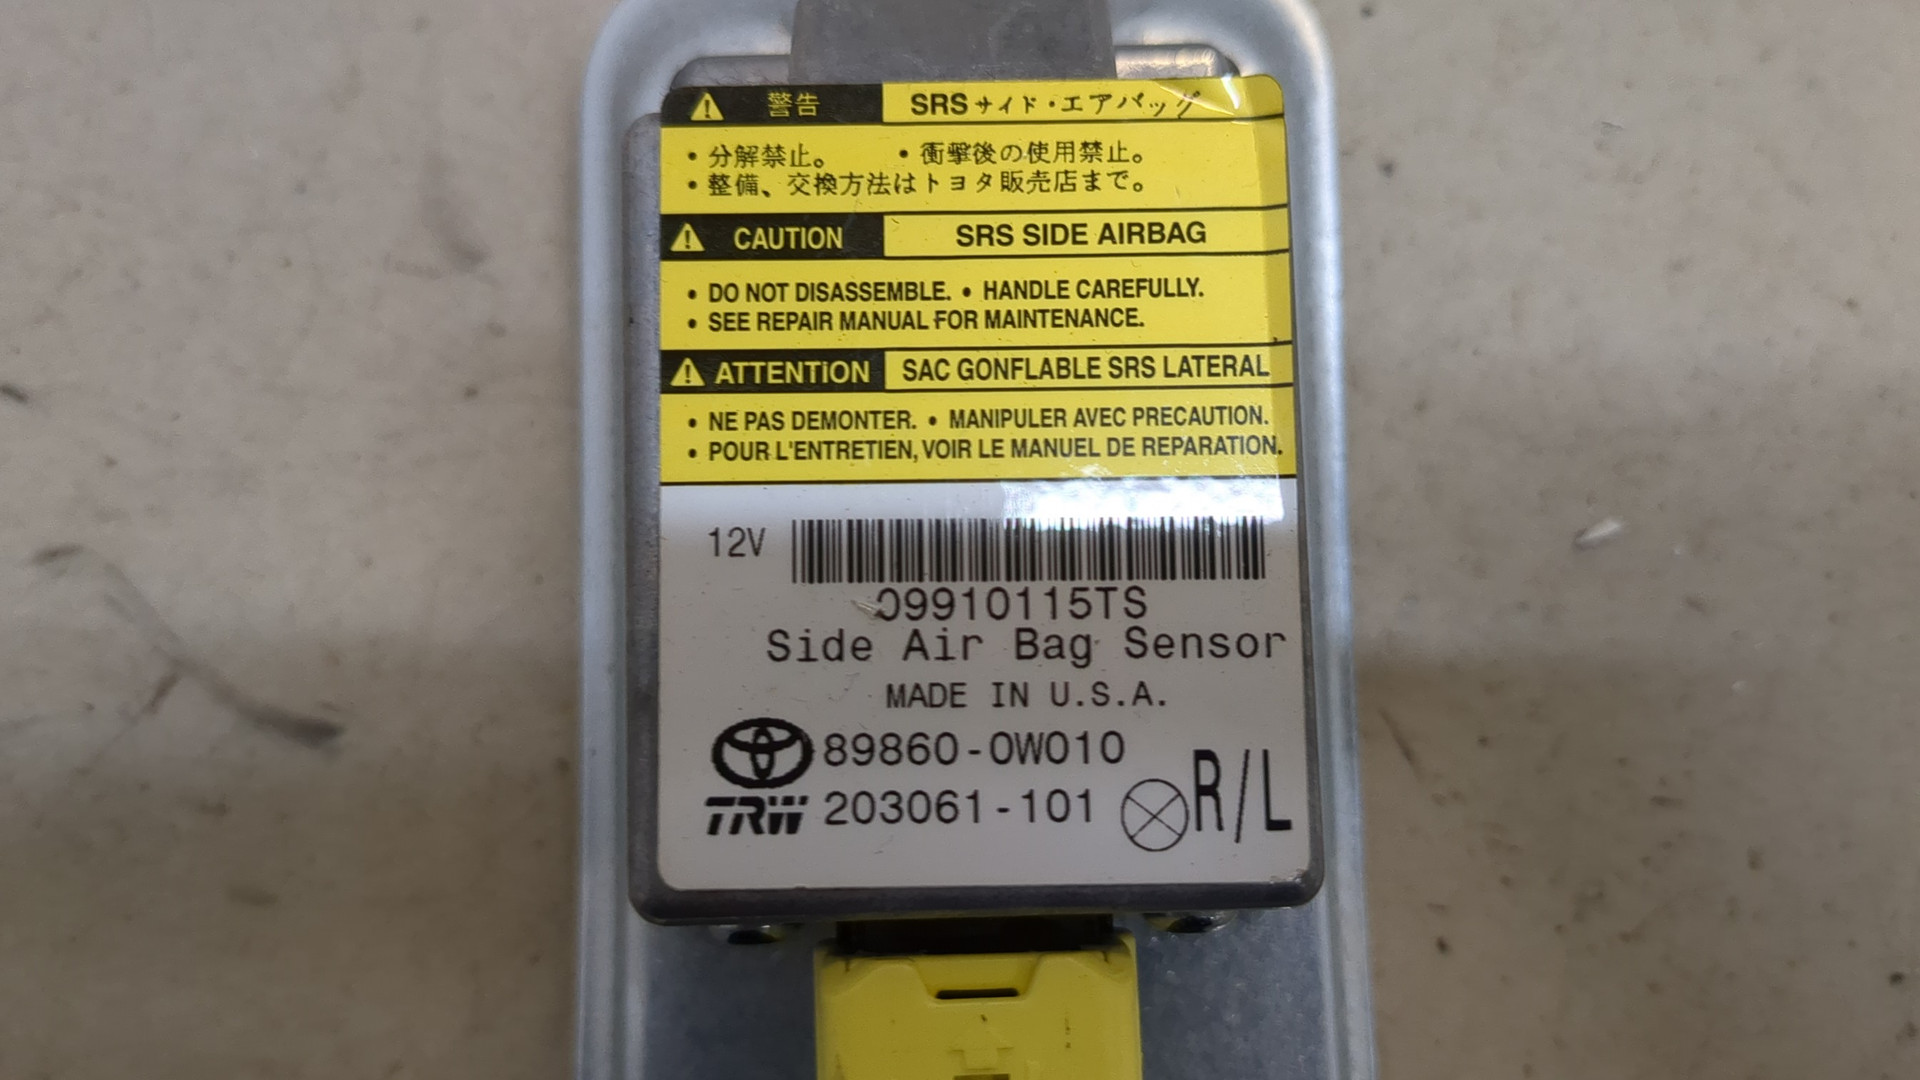 警告 SRSサイド・エアバッグ
・分解禁止。 ・衝撃後の使用禁止。
・整備、交換方法はトヨタ販売店まで。
CAUTION SRS SIDE AIRBAG
• DO NOT DISASSEMBLE. • HANDLE CAREFULLY.
• SEE REPAIR MANUAL FOR MAINTENANCE.
ATTENTION SAC GONFLABLE SRS LATERAL
• NE PAS DEMONTER. • MANIPULER AVEC PRECAUTION.
• POUR L'ENTRETIEN, VOIR LE MANUEL DE REPARATION.
12V
09910115TS
Side Air Bag Sensor
MADE IN U.S.A.
89860-0W010
TRW 203061-101 R/L